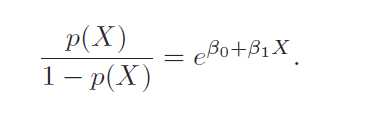 p(X) / (1 − p(X)) = e^{β₀+β₁X}.